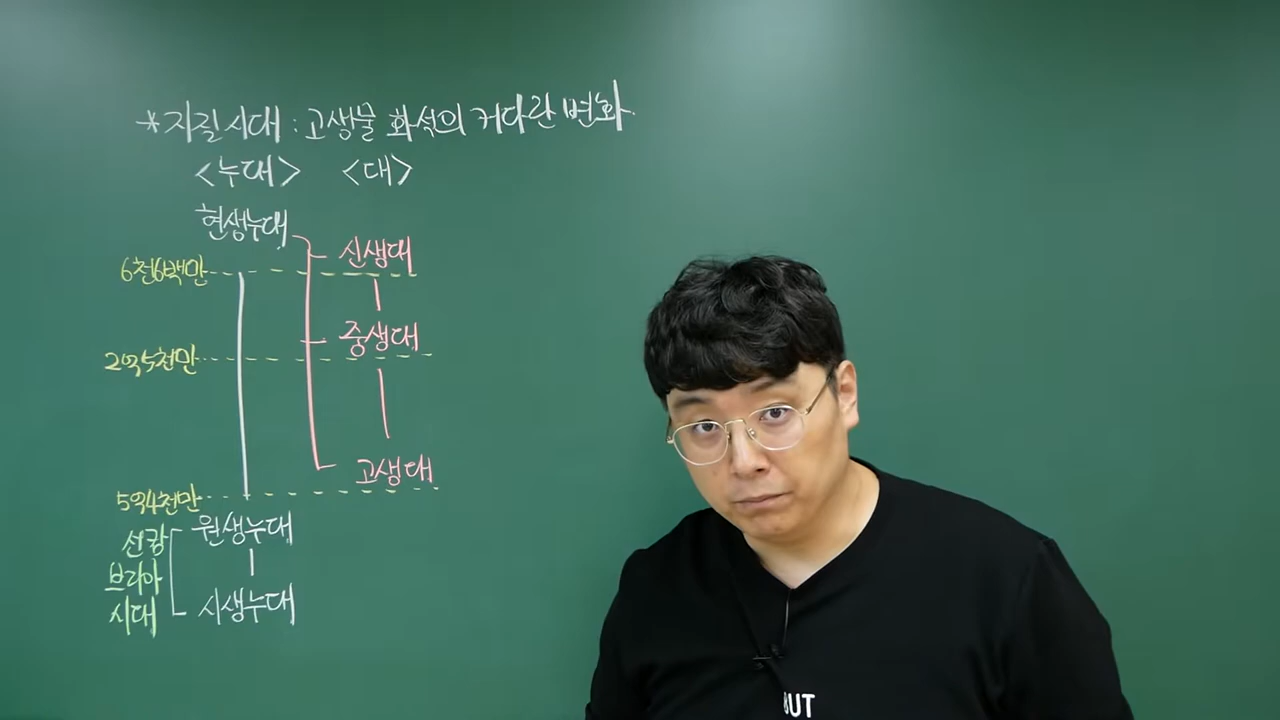 *지질시대 : 고생물 화석의 커다란 변화.
<누대> <대>
현생누대
신생대
6천6백만
중생대
2억5천만
고생대
5억4천만
원생누대
선캄
브리아
시대
시생누대
BUT